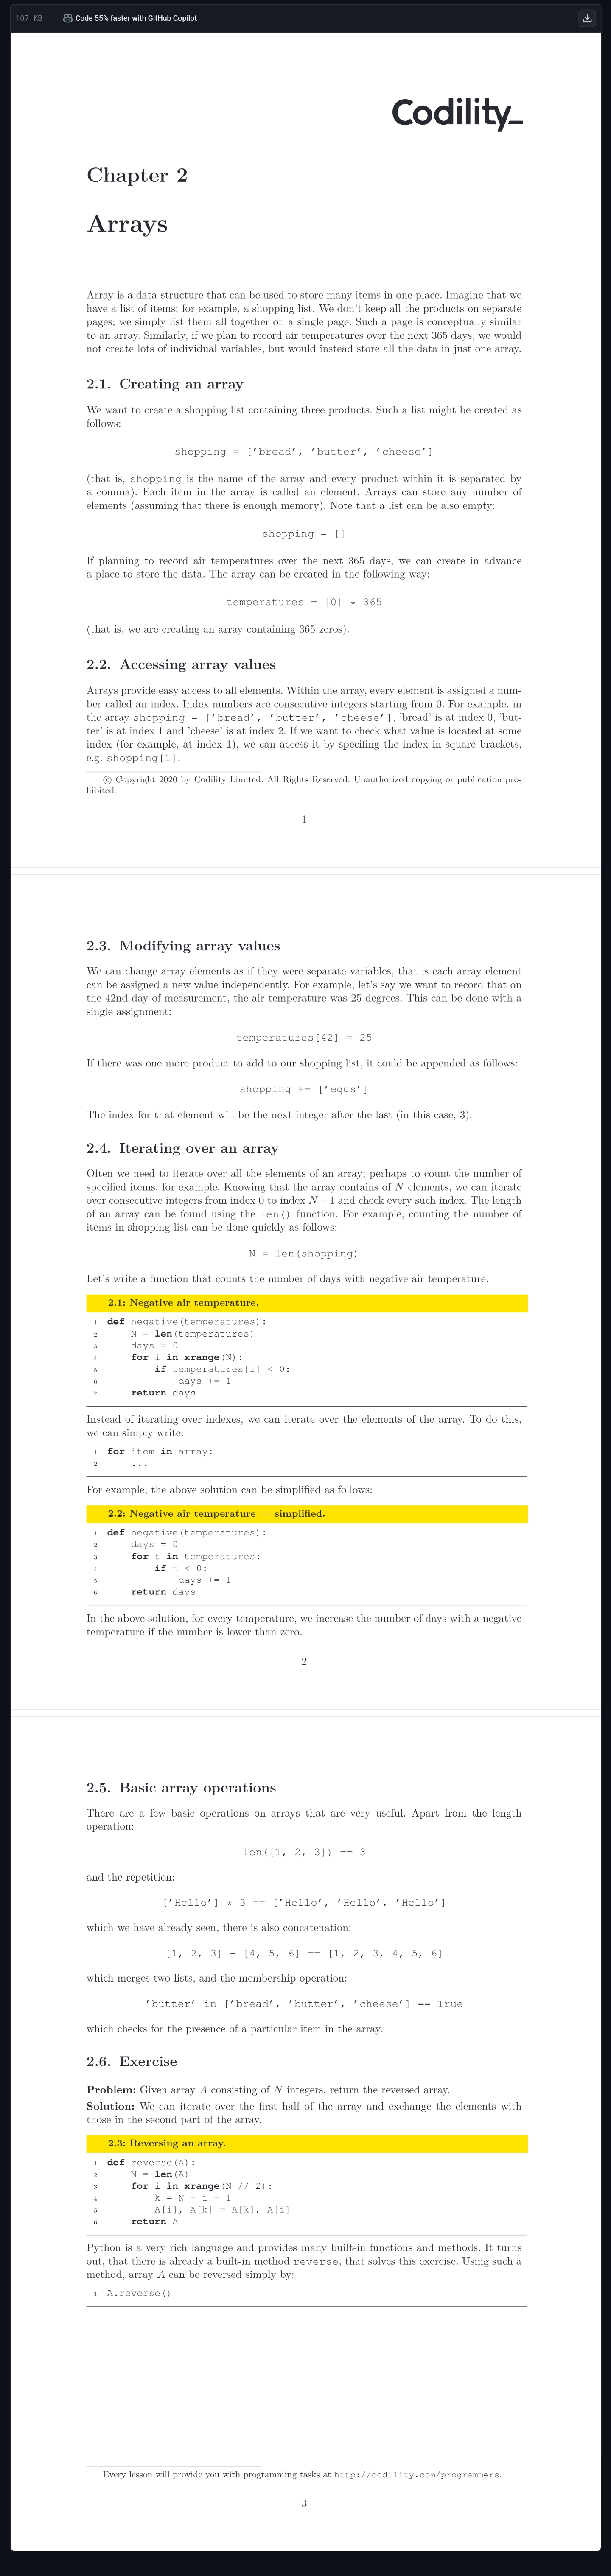 107 KB
Code 55% faster with GitHub Copilot
Codility_
Chapter 2
Arrays
Array is a data-structure that can be used to store many items in one place. Imagine that we
have a list of items; for example, a shopping list. We don't keep all the products on separate
pages; we simply list them all together on a single page. Such a page is conceptually similar
to an array. Similarly, if we plan to record air temperatures over the next 365 days, we would
not create lots of individual variables, but would instead store all the data in just one array.
2.1. Creating an array
We want to create a shopping list containing three products. Such a list might be created as
follows:
shopping = ['bread', 'butter', 'cheese']
(that is, shopping is the name of the array and every product within it is separated by
a comma). Each item in the array is called an element. Arrays can store any number of
elements (assuming that there is enough memory). Note that a list can be also empty:
shopping = []
If planning to record air temperatures over the next 365 days, we can create in advance
a place to store the data. The array can be created in the following way:
temperatures = [0] * 365
(that is, we are creating an array containing 365 zeros).
2.2. Accessing array values
Arrays provide easy access to all elements. Within the array, every element is assigned a num-
ber called an index. Index numbers are consecutive integers starting from 0. For example, in
the array shopping = ['bread', 'butter', 'cheese'], 'bread' is at index 0, 'but-
ter' is at index 1 and 'cheese' is at index 2. If we want to check what value is located at some
index (for example, at index 1), we can access it by specifing the index in square brackets,
e.g. shopping[1].
© Copyright 2020 by Codility Limited. All Rights Reserved. Unauthorized copying or publication pro-
hibited.
1
2.3. Modifying array values
We can change array elements as if they were separate variables, that is each array element
can be assigned a new value independently. For example, let's say we want to record that on
the 42nd day of measurement, the air temperature was 25 degrees. This can be done with a
single assignment:
temperatures[42] = 25
If there was one more product to add to our shopping list, it could be appended as follows:
shopping += ['eggs']
The index for that element will be the next integer after the last (in this case, 3).
2.4. Iterating over an array
Often we need to iterate over all the elements of an array; perhaps to count the number of
specified items, for example. Knowing that the array contains of N elements, we can iterate
over consecutive integers from index 0 to index N − 1 and check every such index. The length
of an array can be found using the len() function. For example, counting the number of
items in shopping list can be done quickly as follows:
N = len(shopping)
Let's write a function that counts the number of days with negative air temperature.
2.1: Negative air temperature.
1 def negative(temperatures):
2     N = len(temperatures)
3     days = 0
4     for i in xrange(N):
5         if temperatures[i] < 0:
6             days += 1
7     return days
Instead of iterating over indexes, we can iterate over the elements of the array. To do this,
we can simply write:
1 for item in array:
2     ...
For example, the above solution can be simplified as follows:
2.2: Negative air temperature — simplified.
1 def negative(temperatures):
2     days = 0
3     for t in temperatures:
4         if t < 0:
5             days += 1
6     return days
In the above solution, for every temperature, we increase the number of days with a negative
temperature if the number is lower than zero.
2
2.5. Basic array operations
There are a few basic operations on arrays that are very useful. Apart from the length
operation:
len([1, 2, 3]) == 3
and the repetition:
['Hello'] * 3 == ['Hello', 'Hello', 'Hello']
which we have already seen, there is also concatenation:
[1, 2, 3] + [4, 5, 6] == [1, 2, 3, 4, 5, 6]
which merges two lists, and the membership operation:
'butter' in ['bread', 'butter', 'cheese'] == True
which checks for the presence of a particular item in the array.
2.6. Exercise
Problem: Given array A consisting of N integers, return the reversed array.
Solution: We can iterate over the first half of the array and exchange the elements with
those in the second part of the array.
2.3: Reversing an array.
1 def reverse(A):
2     N = len(A)
3     for i in xrange(N // 2):
4         k = N - i - 1
5         A[i], A[k] = A[k], A[i]
6     return A
Python is a very rich language and provides many built-in functions and methods. It turns
out, that there is already a built-in method reverse, that solves this exercise. Using such a
method, array A can be reversed simply by:
1 A.reverse()
Every lesson will provide you with programming tasks at http://codility.com/programmers.
3